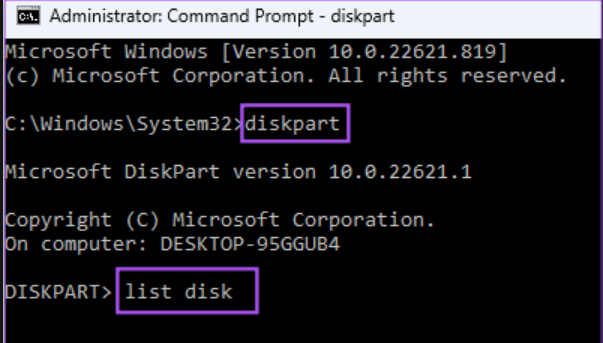 Administrator: Command Prompt - diskpart
Microsoft Windows [Version 10.0.22621.819]
(c) Microsoft Corporation. All rights reserved.
C:\Windows\System32>diskpart
Microsoft DiskPart version 10.0.22621.1
Copyright (C) Microsoft Corporation.
On computer: DESKTOP-95GGUB4
DISKPART> list disk